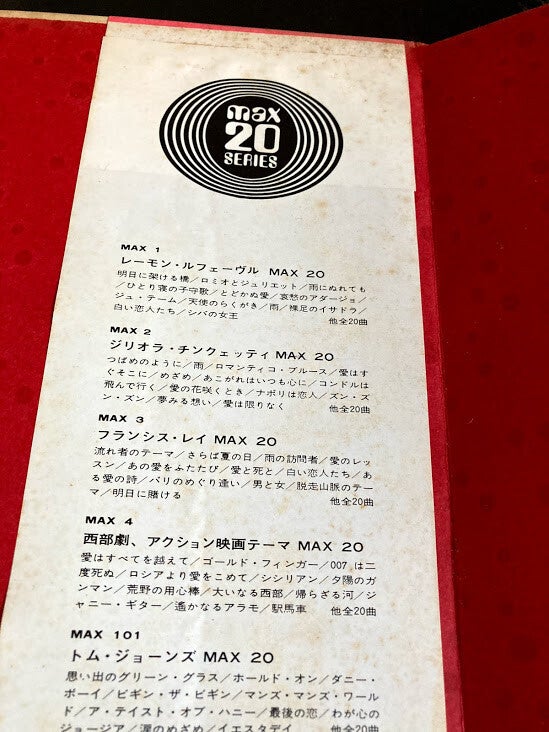 max
20
SERIES
MAX 1
レーモン・ルフェーヴル MAX 20
明日に架ける橋／ロミオとジュリエット／雨にぬれても
／ひとり寝の子守歌／とどかぬ愛／哀愁のアダージョ／
ジュ・テーム／天使のらくがき／雨／裸足のイサドラ／
白い恋人たち／シバの女王 他全20曲
MAX 2
ジリオラ・チンクェッティ MAX 20
つばめのように／雨／ロマンティコ・ブルース／愛はす
ぐそこに／めざめ／あこがれはいつも心に／コンドルは
飛んで行く／愛の花咲くとき／ナポリは恋人／ズン・ズ
ン・ズン／夢みる想い／愛は限りなく 他全20曲
MAX 3
フランシス・レイ MAX 20
流れ者のテーマ／さらば夏の日／雨の訪問者／愛のレッ
スン／あの愛をふたたび／愛と死と／白い恋人たち／あ
る愛の詩／パリのめぐり逢い／男と女／脱走山脈のテー
マ／明日に賭ける 他全20曲
MAX 4
西部劇、アクション映画テーマ MAX 20
愛はすべてを越えて／ゴールド・フィンガー／007 は二
度死ぬ／ロシアより愛をこめて／シシリアン／夕陽のガ
ンマン／荒野の用心棒／大いなる西部／帰らざる河／ジ
ャニー・ギター／遙かなるアラモ／駅馬車 他全20曲
MAX 101
トム・ジョーンズ MAX 20
思い出のグリーン・グラス／ホールド・オン／ダニー・
ボーイ／ビギン・ザ・ビギン／マンズ・マンズ・ワール
ド／ア・テイスト・オブ・ハニー／最後の恋／わが心の
ジョージア／涙のめざめ／イエスタデイ 他全20曲